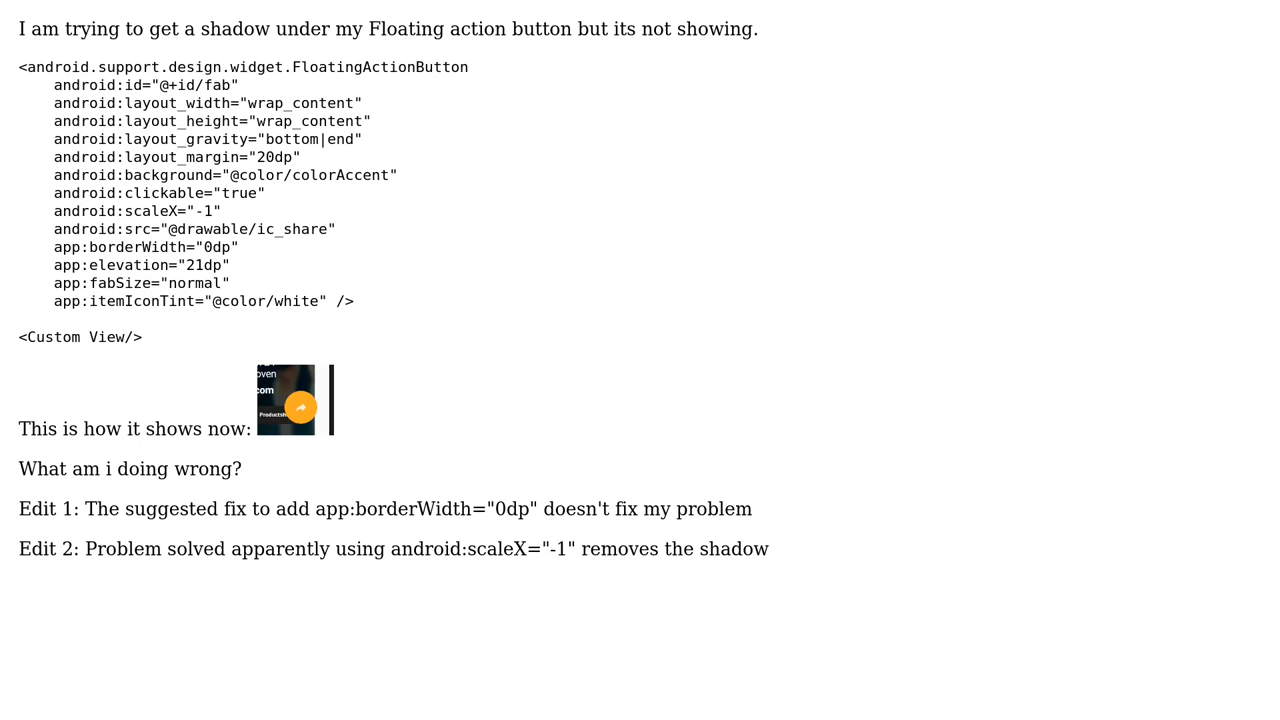 I am trying to get a shadow under my Floating action button but its not showing.
<android.support.design.widget.FloatingActionButton
    android:id="@+id/fab"
    android:layout_width="wrap_content"
    android:layout_height="wrap_content"
    android:layout_gravity="bottom|end"
    android:layout_margin="20dp"
    android:background="@color/colorAccent"
    android:clickable="true"
    android:scaleX="-1"
    android:src="@drawable/ic_share"
    app:borderWidth="0dp"
    app:elevation="21dp"
    app:fabSize="normal"
    app:itemIconTint="@color/white" />
<Custom View/>
oven
com
This is how it shows now:
What am i doing wrong?
Edit 1: The suggested fix to add app:borderWidth="0dp" doesn't fix my problem
Edit 2: Problem solved apparently using android:scaleX="-1" removes the shadow